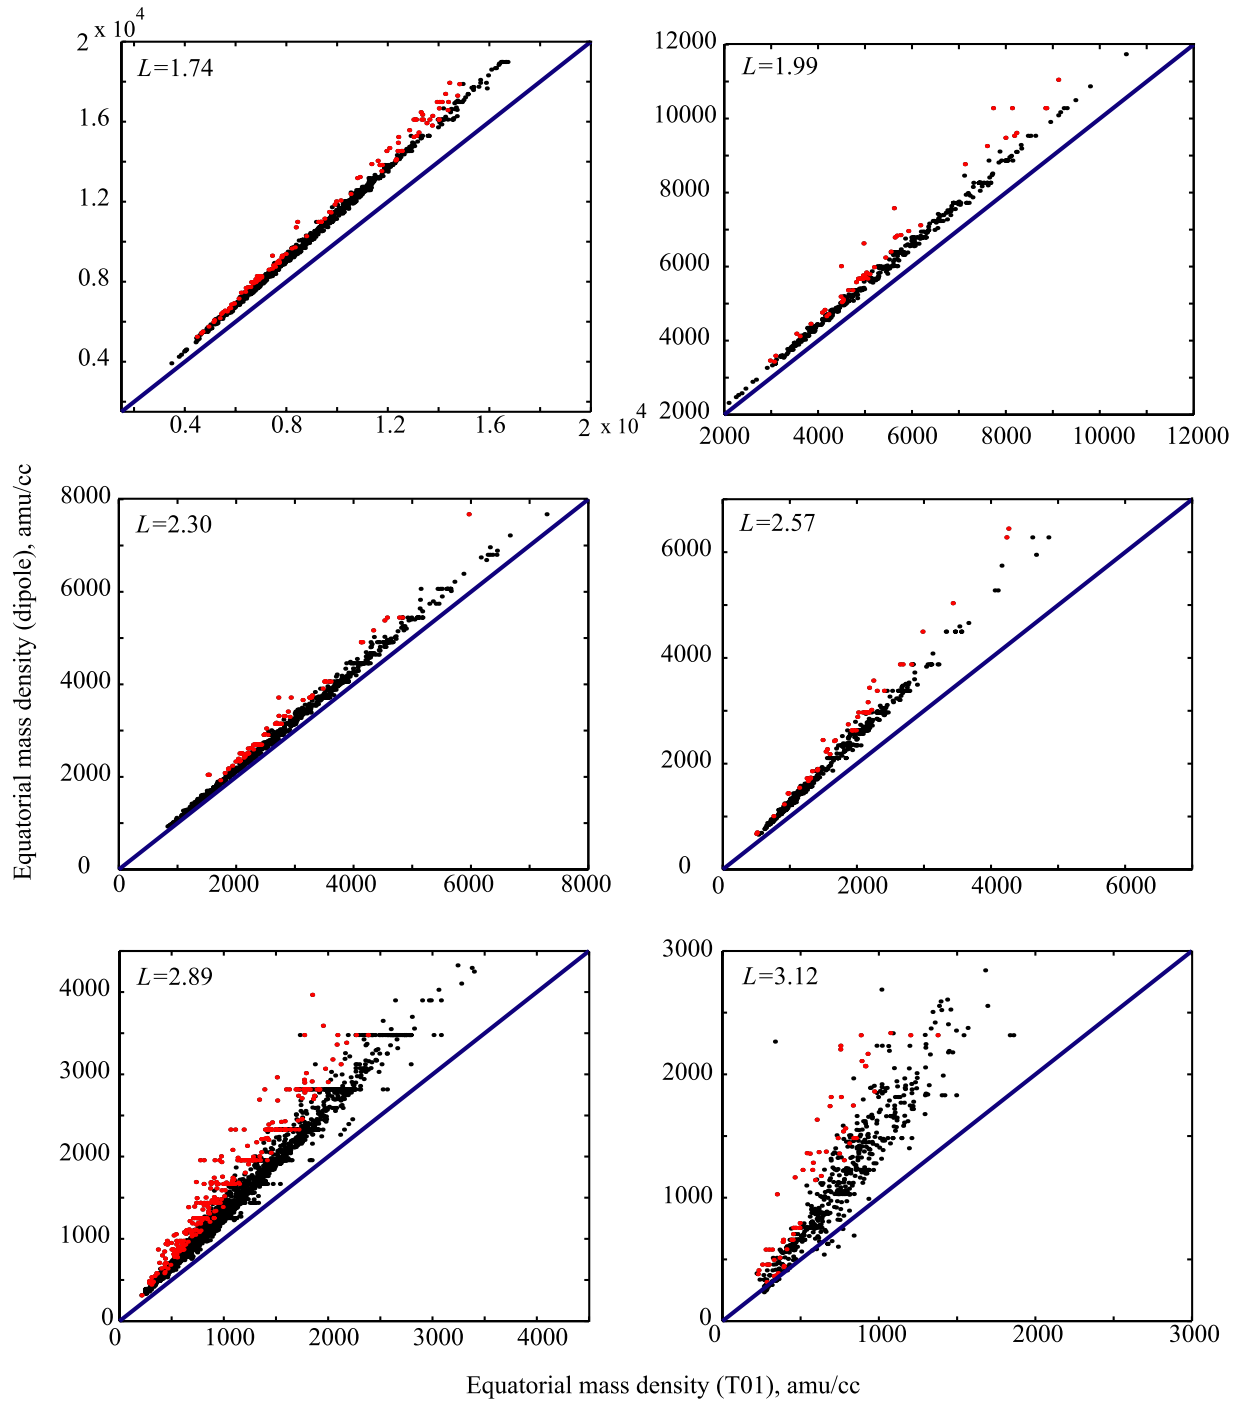 2 x 10⁴
1.6
1.2
0.8
0.4
L=1.74
0.4 0.8 1.2 1.6 2 x 10⁴
12000
10000
8000
6000
4000
2000
L=1.99
2000 4000 6000 8000 10000 12000
Equatorial mass density (dipole), amu/cc
8000
6000
4000
2000
0
L=2.30
0 2000 4000 6000 8000
6000
4000
2000
0
L=2.57
0 2000 4000 6000
4000
3000
2000
1000
0
L=2.89
0 1000 2000 3000 4000
3000
2000
1000
0
L=3.12
0 1000 2000 3000
Equatorial mass density (T01), amu/cc